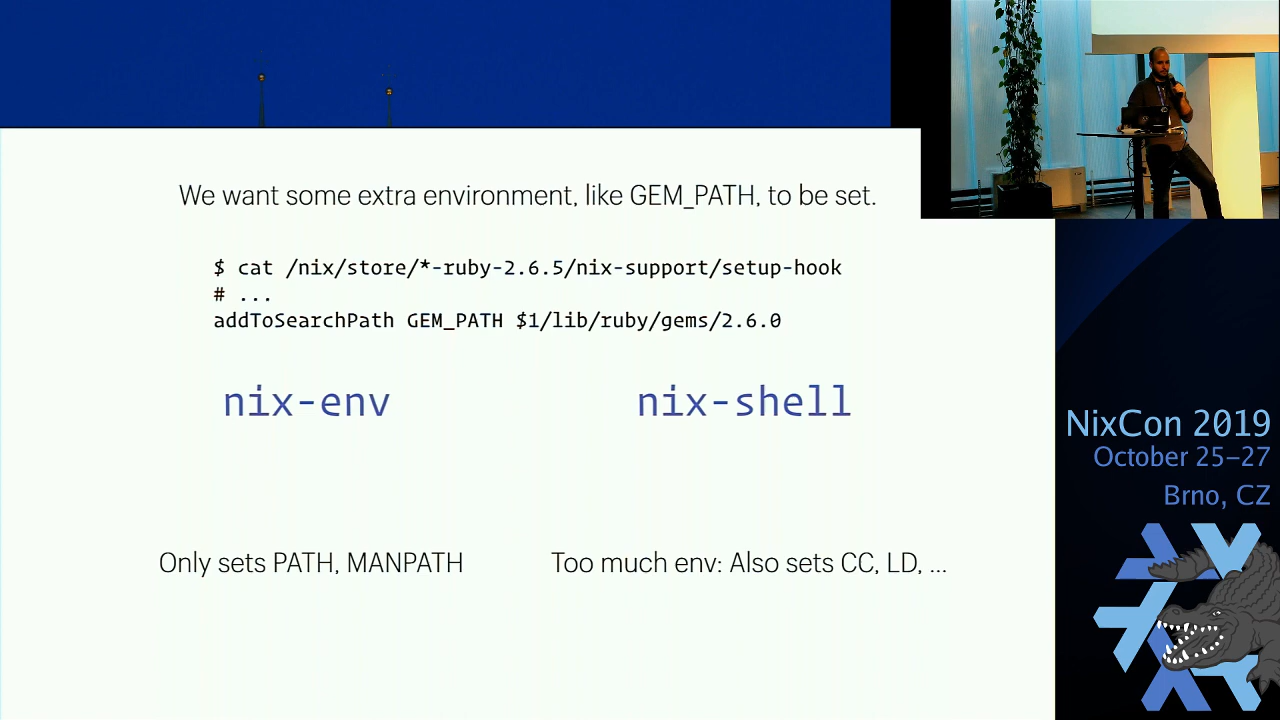 We want some extra environment, like GEM_PATH, to be set.
$ cat /nix/store/*-ruby-2.6.5/nix-support/setup-hook
# ...
addToSearchPath GEM_PATH $1/lib/ruby/gems/2.6.0
nix-env
nix-shell
Only sets PATH, MANPATH
Too much env: Also sets CC, LD, ...
NixCon 2019
October 25–27
Brno, CZ